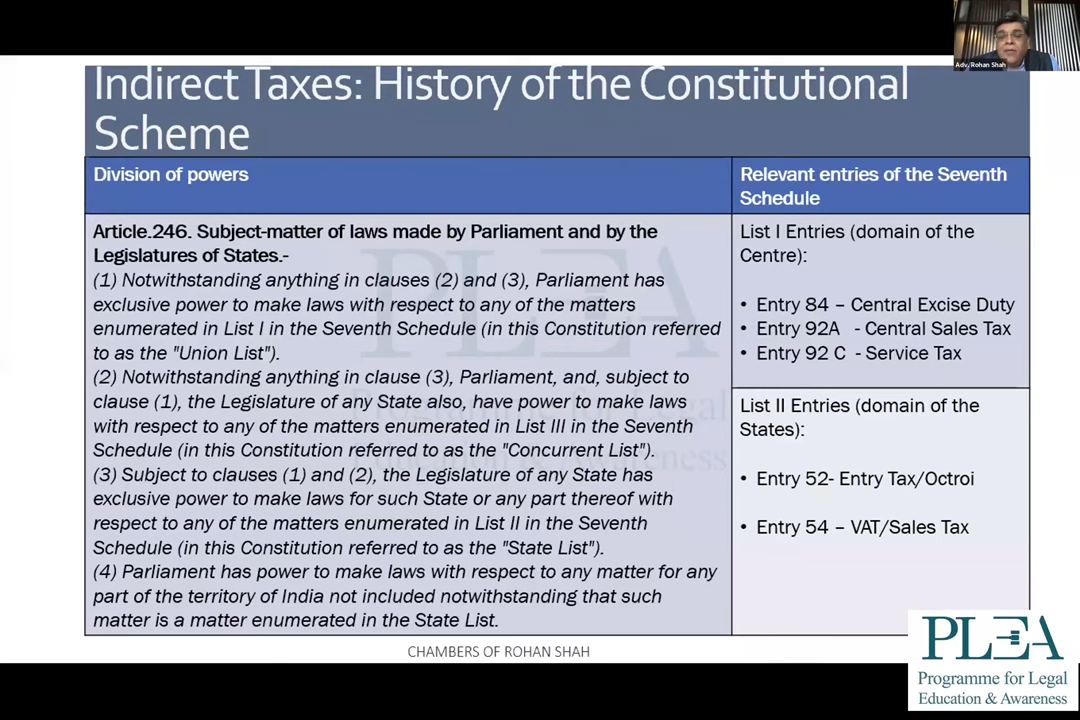 Adv. Rohan Shah
Indirect Taxes: History of the Constitutional
Scheme
Division of powers
Relevant entries of the Seventh
Schedule
Article.246. Subject-matter of laws made by Parliament and by the
Legislatures of States.-
(1) Notwithstanding anything in clauses (2) and (3), Parliament has
exclusive power to make laws with respect to any of the matters
enumerated in List I in the Seventh Schedule (in this Constitution referred
to as the "Union List").
(2) Notwithstanding anything in clause (3), Parliament, and, subject to
clause (1), the Legislature of any State also, have power to make laws
with respect to any of the matters enumerated in List III in the Seventh
Schedule (in this Constitution referred to as the "Concurrent List").
(3) Subject to clauses (1) and (2), the Legislature of any State has
exclusive power to make laws for such State or any part thereof with
respect to any of the matters enumerated in List II in the Seventh
Schedule (in this Constitution referred to as the "State List").
(4) Parliament has power to make laws with respect to any matter for any
part of the territory of India not included notwithstanding that such
matter is a matter enumerated in the State List.
List I Entries (domain of the
Centre):
• Entry 84 – Central Excise Duty
• Entry 92A - Central Sales Tax
• Entry 92 C - Service Tax
List II Entries (domain of the
States):
• Entry 52- Entry Tax/Octroi
• Entry 54 – VAT/Sales Tax
PLEA
Programme for Legal
Education & Awareness
CHAMBERS OF ROHAN SHAH
PLEA
Programme for Legal
Education & Awareness